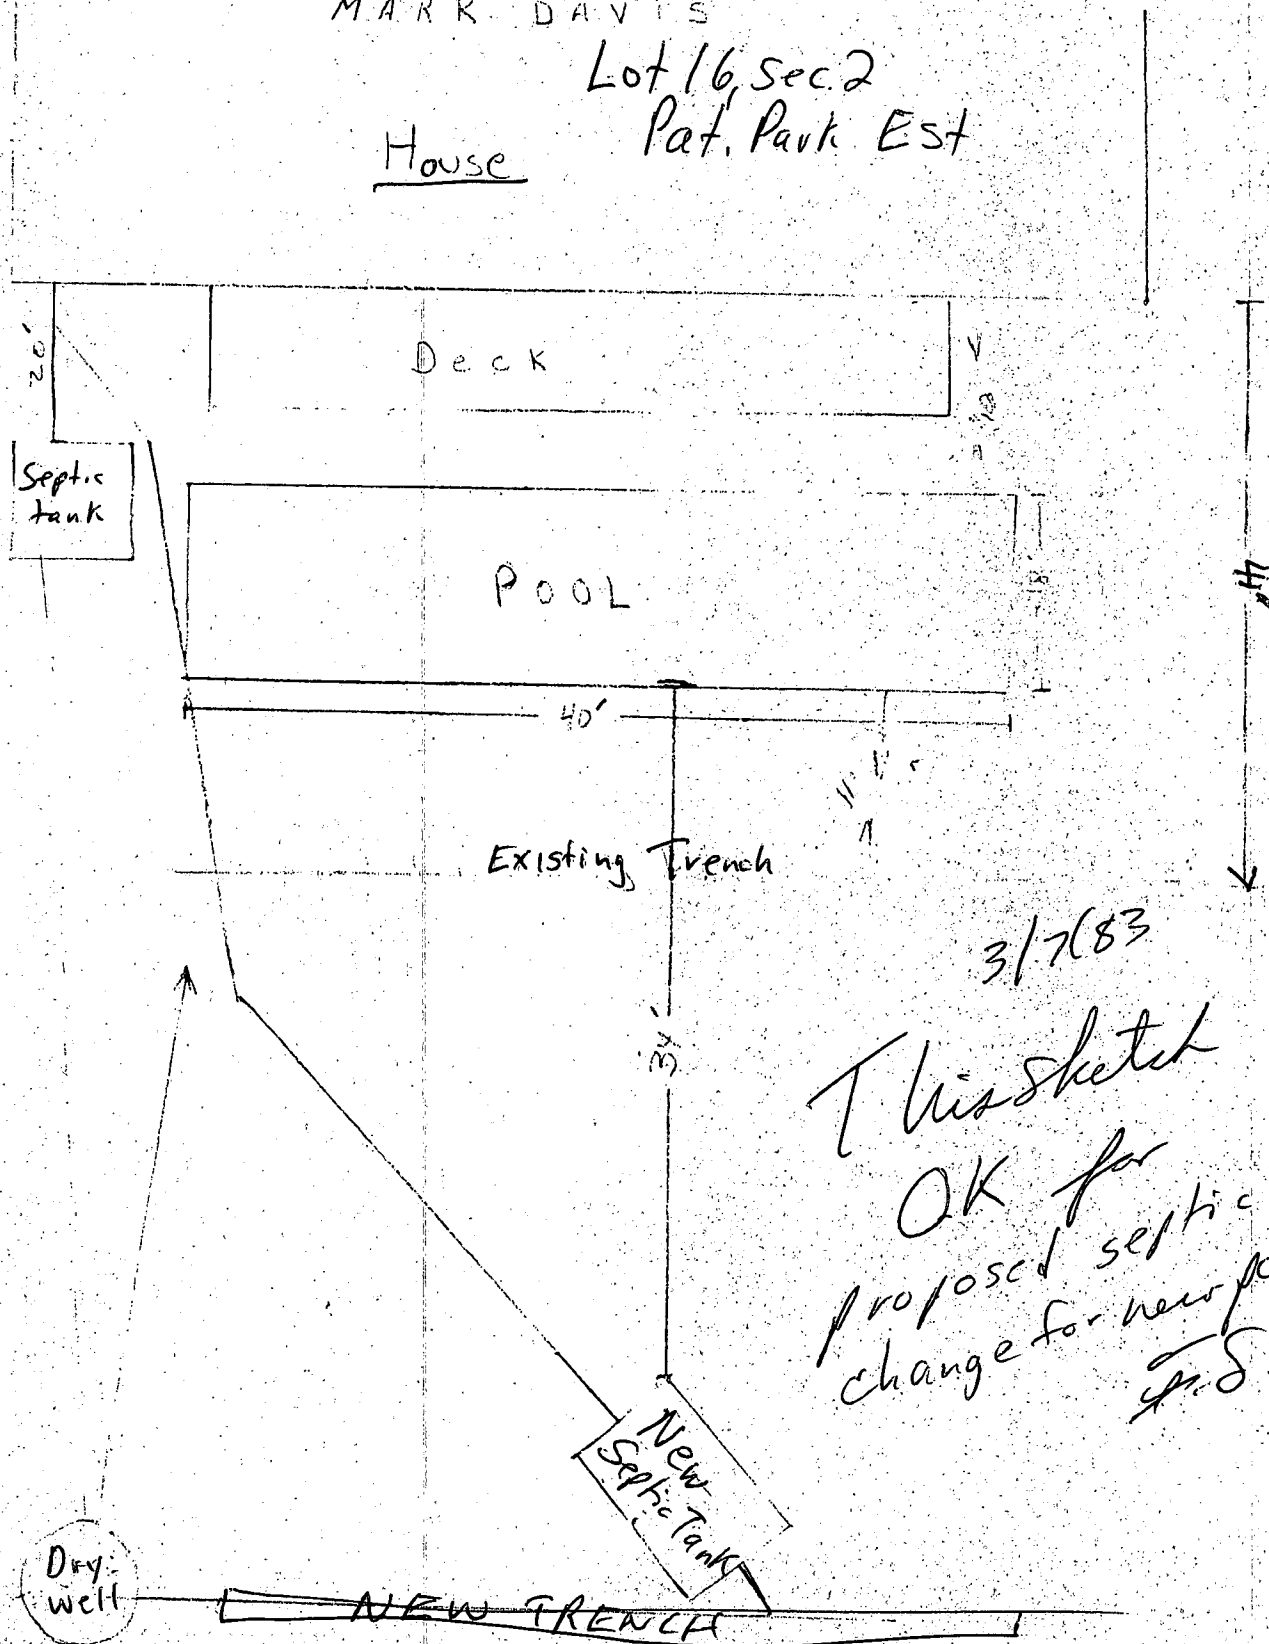 MARK DAVIS
Lot 16, Sec. 2
Pat. Park Est
House
20'
Deck
Septic
tank
POOL
40'
Existing Trench
3/7/83
34'
This sketch
OK for
proposed septic
change for new
New
Septic Tank
Dry
well
NEW TRENCH